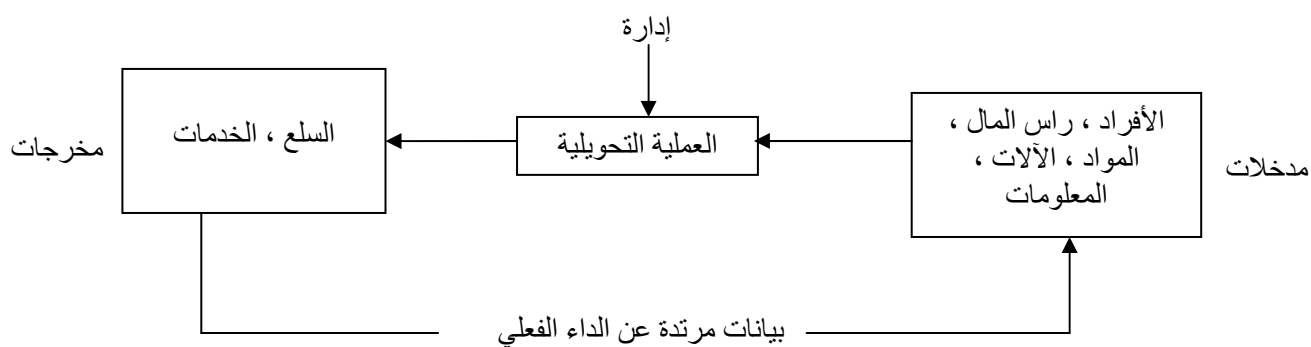 إدارة
الأفراد ، راس المال ،
المواد ، الآلات ،
المعلومات
مدخلات
العملية التحويلية
السلع ، الخدمات
مخرجات
بيانات مرتدة عن الداء الفعلي